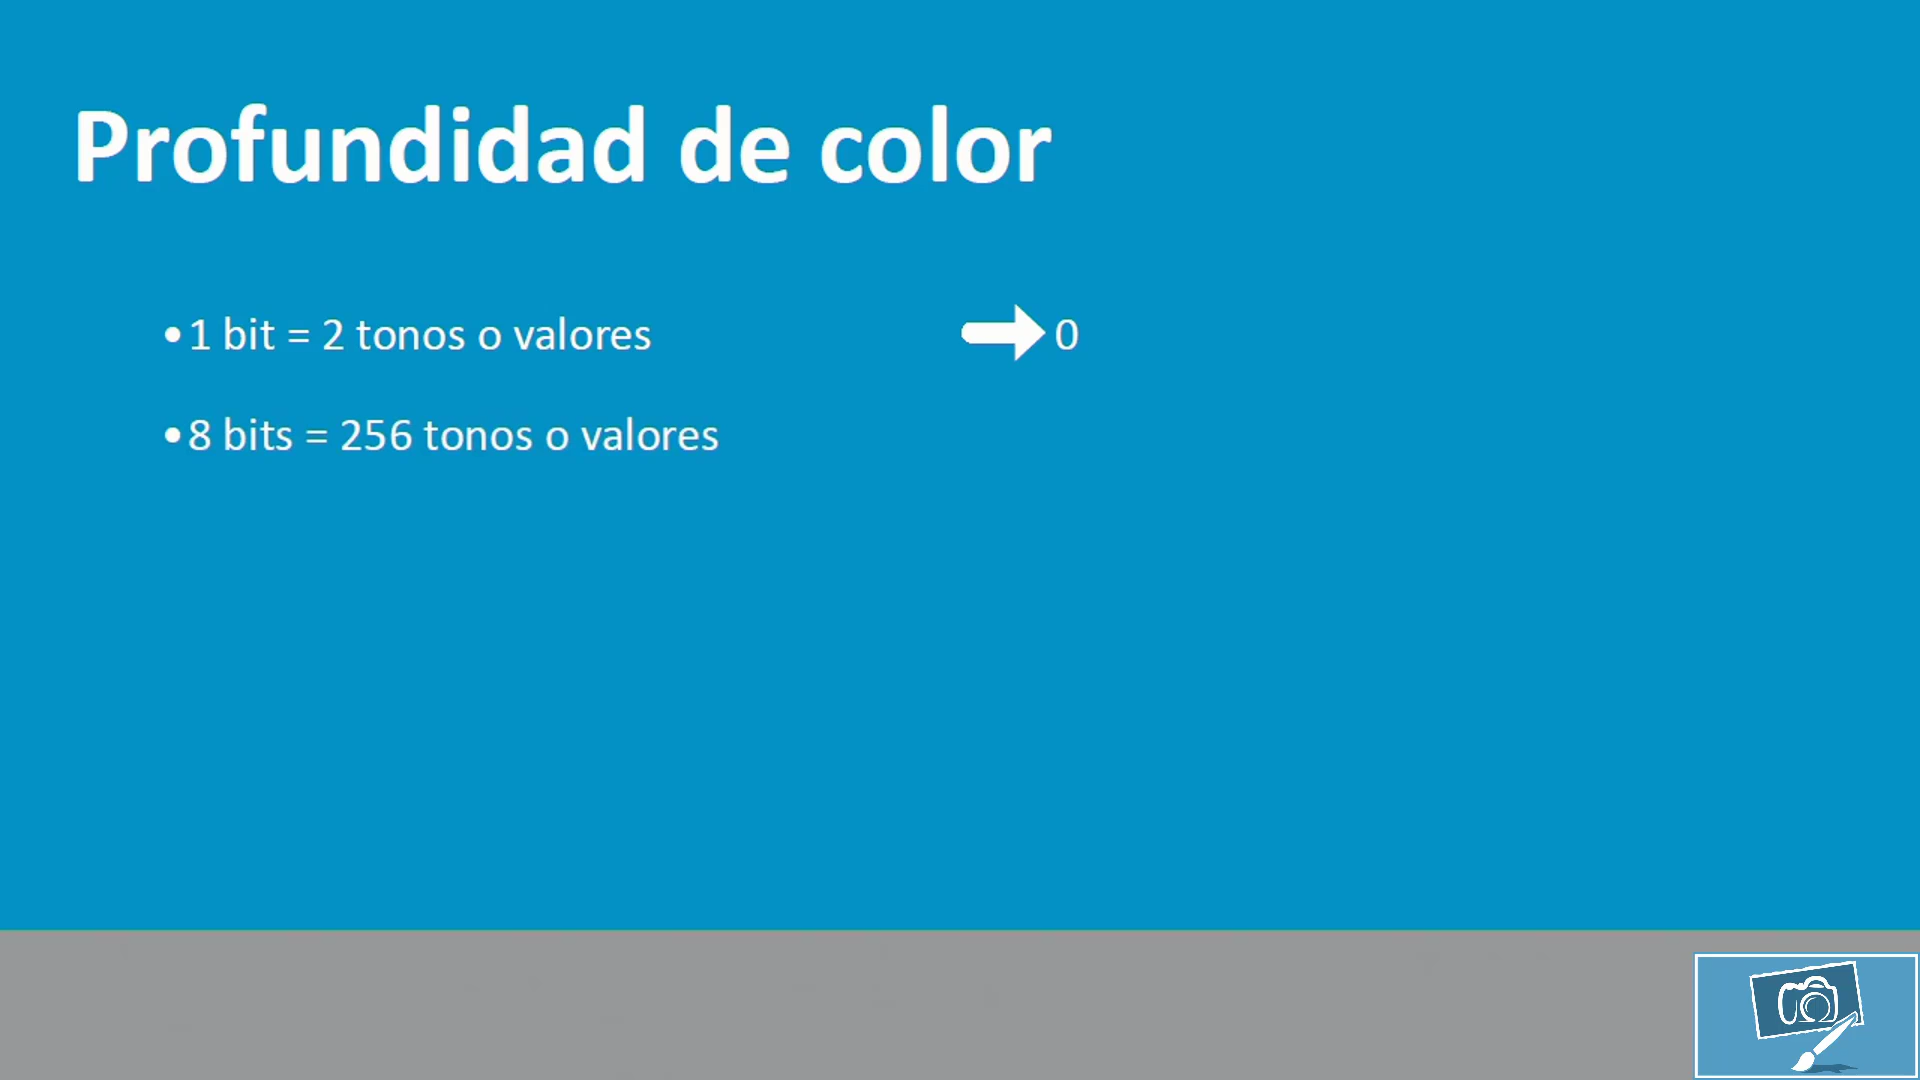 Profundidad de color
•1 bit = 2 tonos o valores 0
•8 bits = 256 tonos o valores